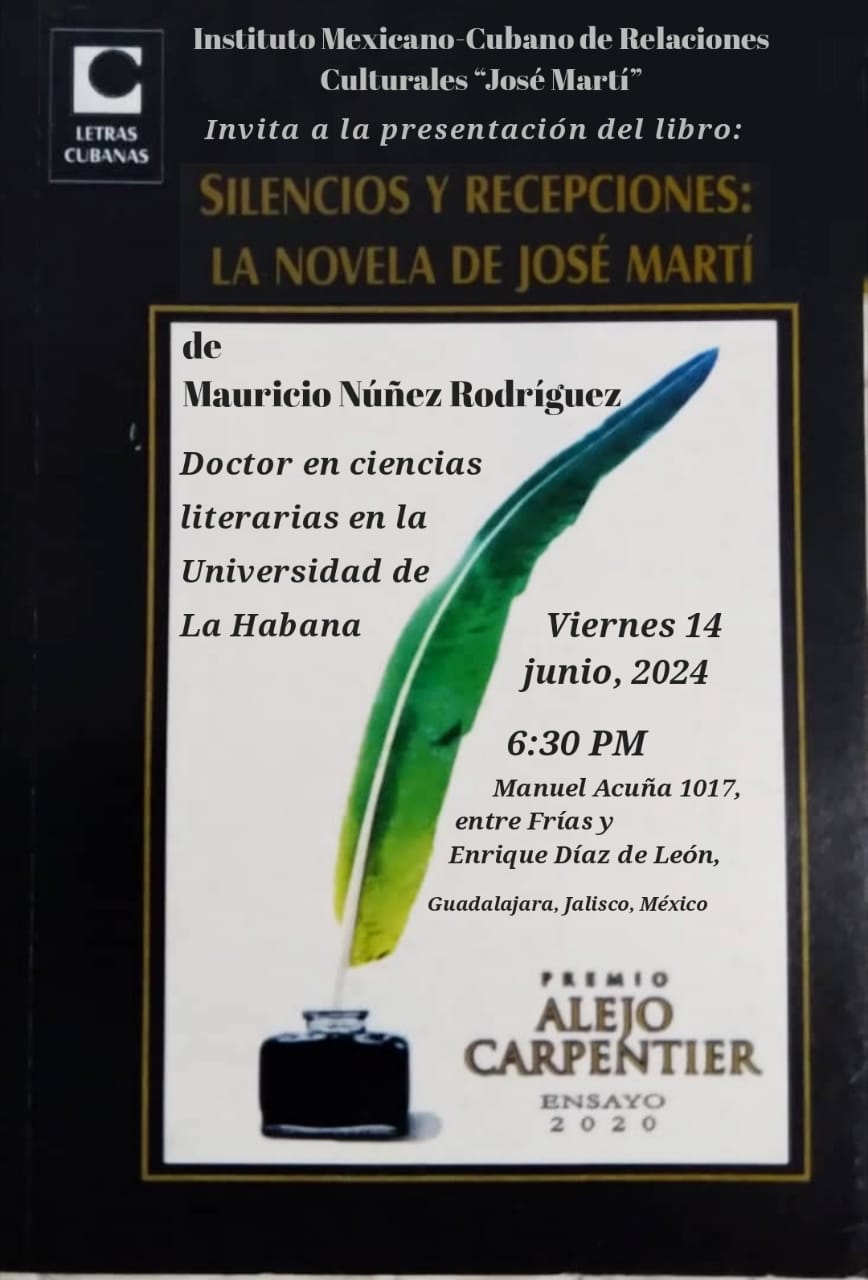 LETRAS
CUBANAS
Instituto Mexicano-Cubano de Relaciones
Culturales “José Martí”
Invita a la presentación del libro:
SILENCIOS Y RECEPCIONES:
LA NOVELA DE JOSÉ MARTÍ
de
Mauricio Núñez Rodríguez
Doctor en ciencias
literarias en la
Universidad de
La Habana
Viernes 14
junio, 2024
6:30 PM
Manuel Acuña 1017,
entre Frías y
Enrique Díaz de León,
Guadalajara, Jalisco, México
PREMIO
ALEJO
CARPENTIER
ENSAYO
2020